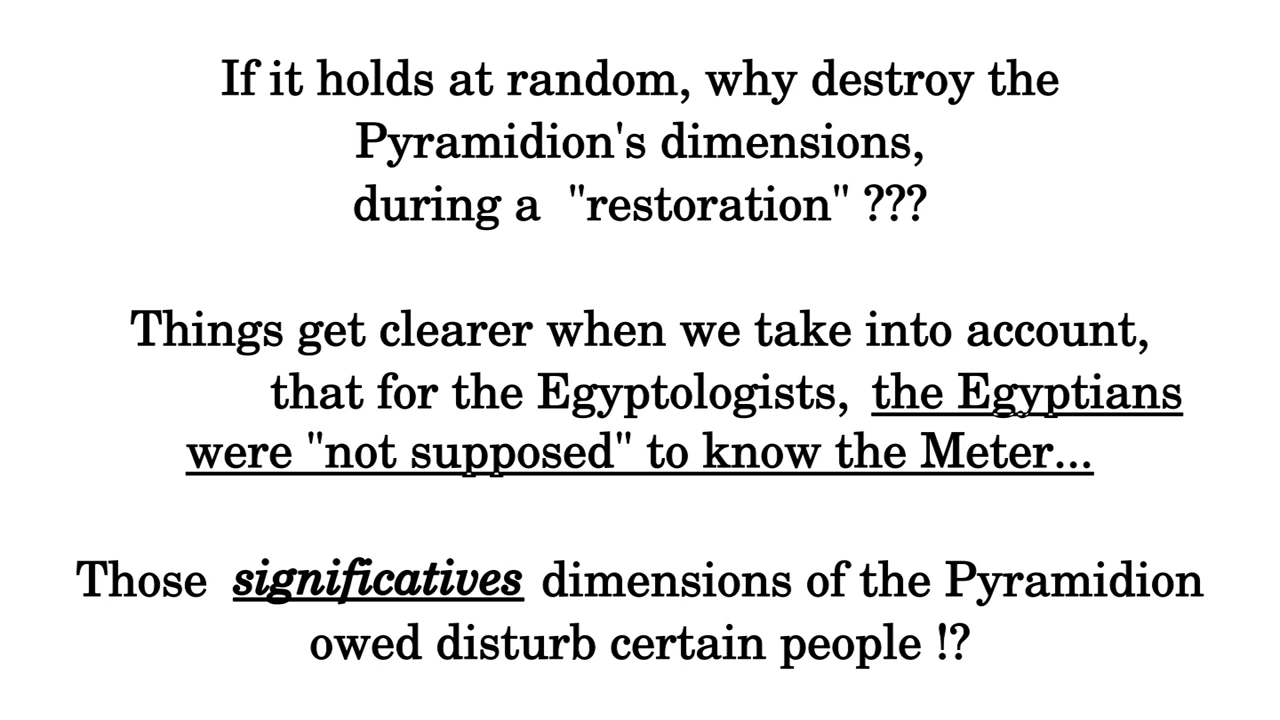 If it holds at random, why destroy the
Pyramidion's dimensions,
during a "restoration" ???
Things get clearer when we take into account,
that for the Egyptologists, the Egyptians
were "not supposed" to know the Meter...
Those significatives dimensions of the Pyramidion
owed disturb certain people !?